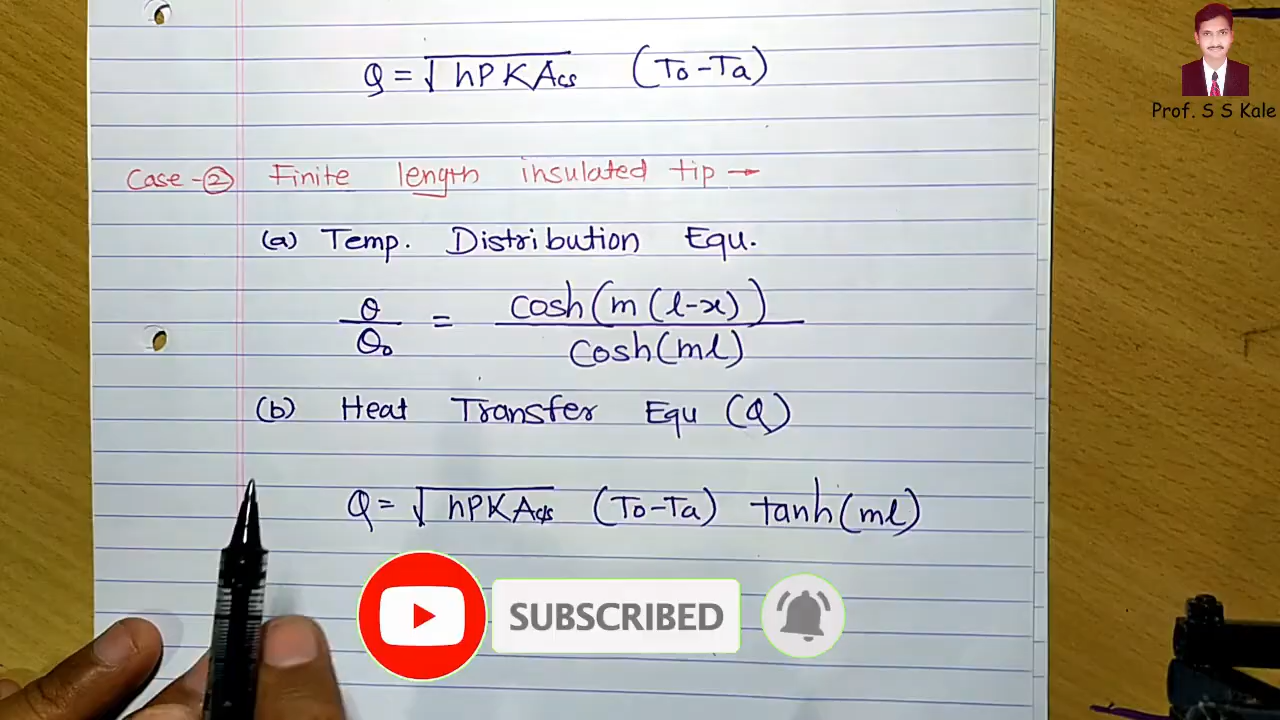 Q = √hPKAcs (To-Ta)
Prof. S S Kale
Case-② Finite length insulated tip →
(a) Temp. Distribution Equ.
θ/θo = cosh(m(l-x))/cosh(ml)
(b) Heat Transfer Equ (Q)
Q = √hPKAcs (To-Ta) tanh(ml)
SUBSCRIBED